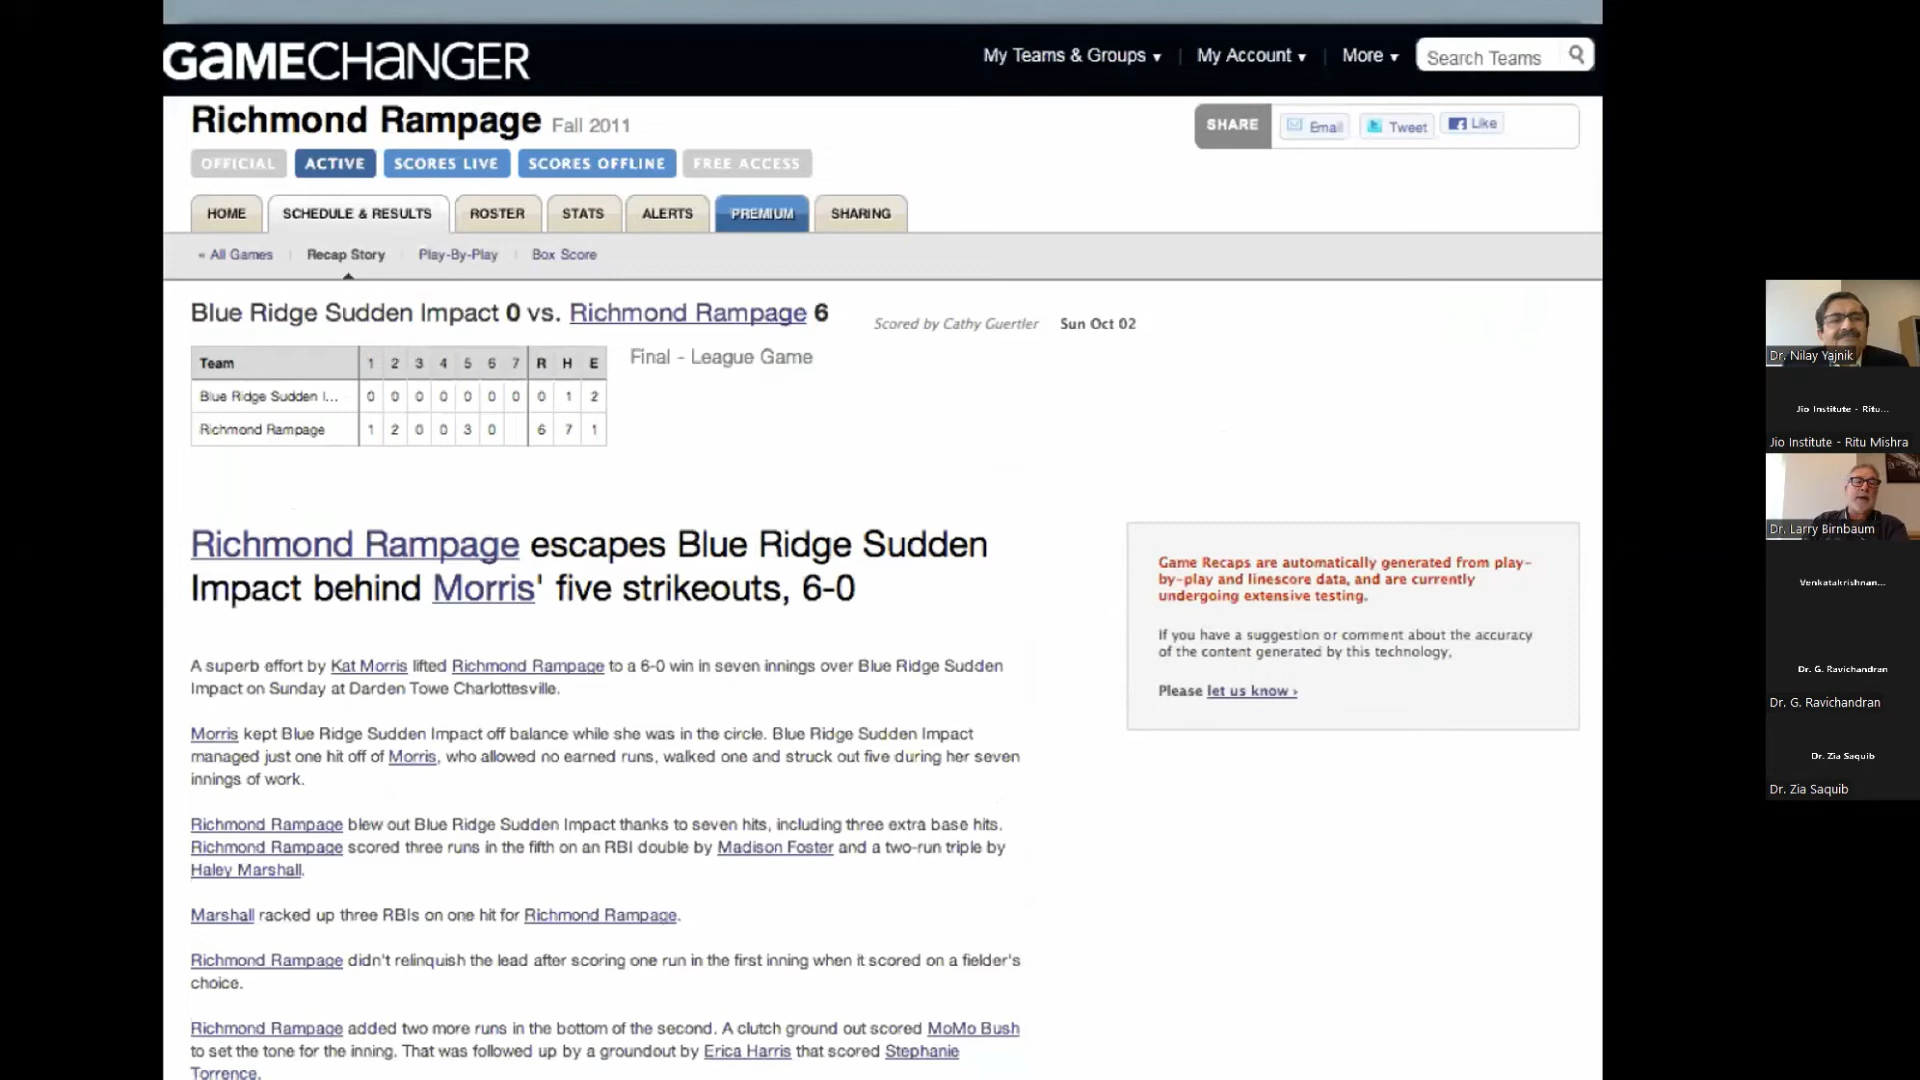 GAMECHANGER
My Teams & Groups ▾ | My Account ▾ | More ▾ Search Teams
Richmond Rampage Fall 2011
SHARE Email Tweet Like
OFFICIAL ACTIVE SCORES LIVE SCORES OFFLINE FREE ACCESS
HOME SCHEDULE & RESULTS ROSTER STATS ALERTS PREMIUM SHARING
« All Games Recap Story Play-By-Play Box Score
Blue Ridge Sudden Impact 0 vs. Richmond Rampage 6 Scored by Cathy Guertler Sun Oct 02
Team 1 2 3 4 5 6 7 R H E
Final - League Game
Blue Ridge Sudden I... 0 0 0 0 0 0 0 0 1 2
Richmond Rampage 1 2 0 0 3 0 6 7 1
Richmond Rampage escapes Blue Ridge Sudden
Impact behind Morris' five strikeouts, 6-0
A superb effort by Kat Morris lifted Richmond Rampage to a 6-0 win in seven innings over Blue Ridge Sudden
Impact on Sunday at Darden Towe Charlottesville.
Morris kept Blue Ridge Sudden Impact off balance while she was in the circle. Blue Ridge Sudden Impact
managed just one hit off of Morris, who allowed no earned runs, walked one and struck out five during her seven
innings of work.
Richmond Rampage blew out Blue Ridge Sudden Impact thanks to seven hits, including three extra base hits.
Richmond Rampage scored three runs in the fifth on an RBI double by Madison Foster and a two-run triple by
Haley Marshall.
Marshall racked up three RBIs on one hit for Richmond Rampage.
Richmond Rampage didn't relinquish the lead after scoring one run in the first inning when it scored on a fielder's
choice.
Richmond Rampage added two more runs in the bottom of the second. A clutch ground out scored MoMo Bush
to set the tone for the inning. That was followed up by a groundout by Erica Harris that scored Stephanie
Torrence.
Game Recaps are automatically generated from play-
by-play and linescore data, and are currently
undergoing extensive testing.
If you have a suggestion or comment about the accuracy
of the content generated by this technology,
Please let us know ›
Dr. Nilay Yajnik
Jio Institute - Ritu...
Jio Institute - Ritu Mishra
Dr. Larry Birnbaum
Venkatakrishnan...
Dr. G. Ravichandran
Dr. G. Ravichandran
Dr. Zia Saquib
Dr. Zia Saquib